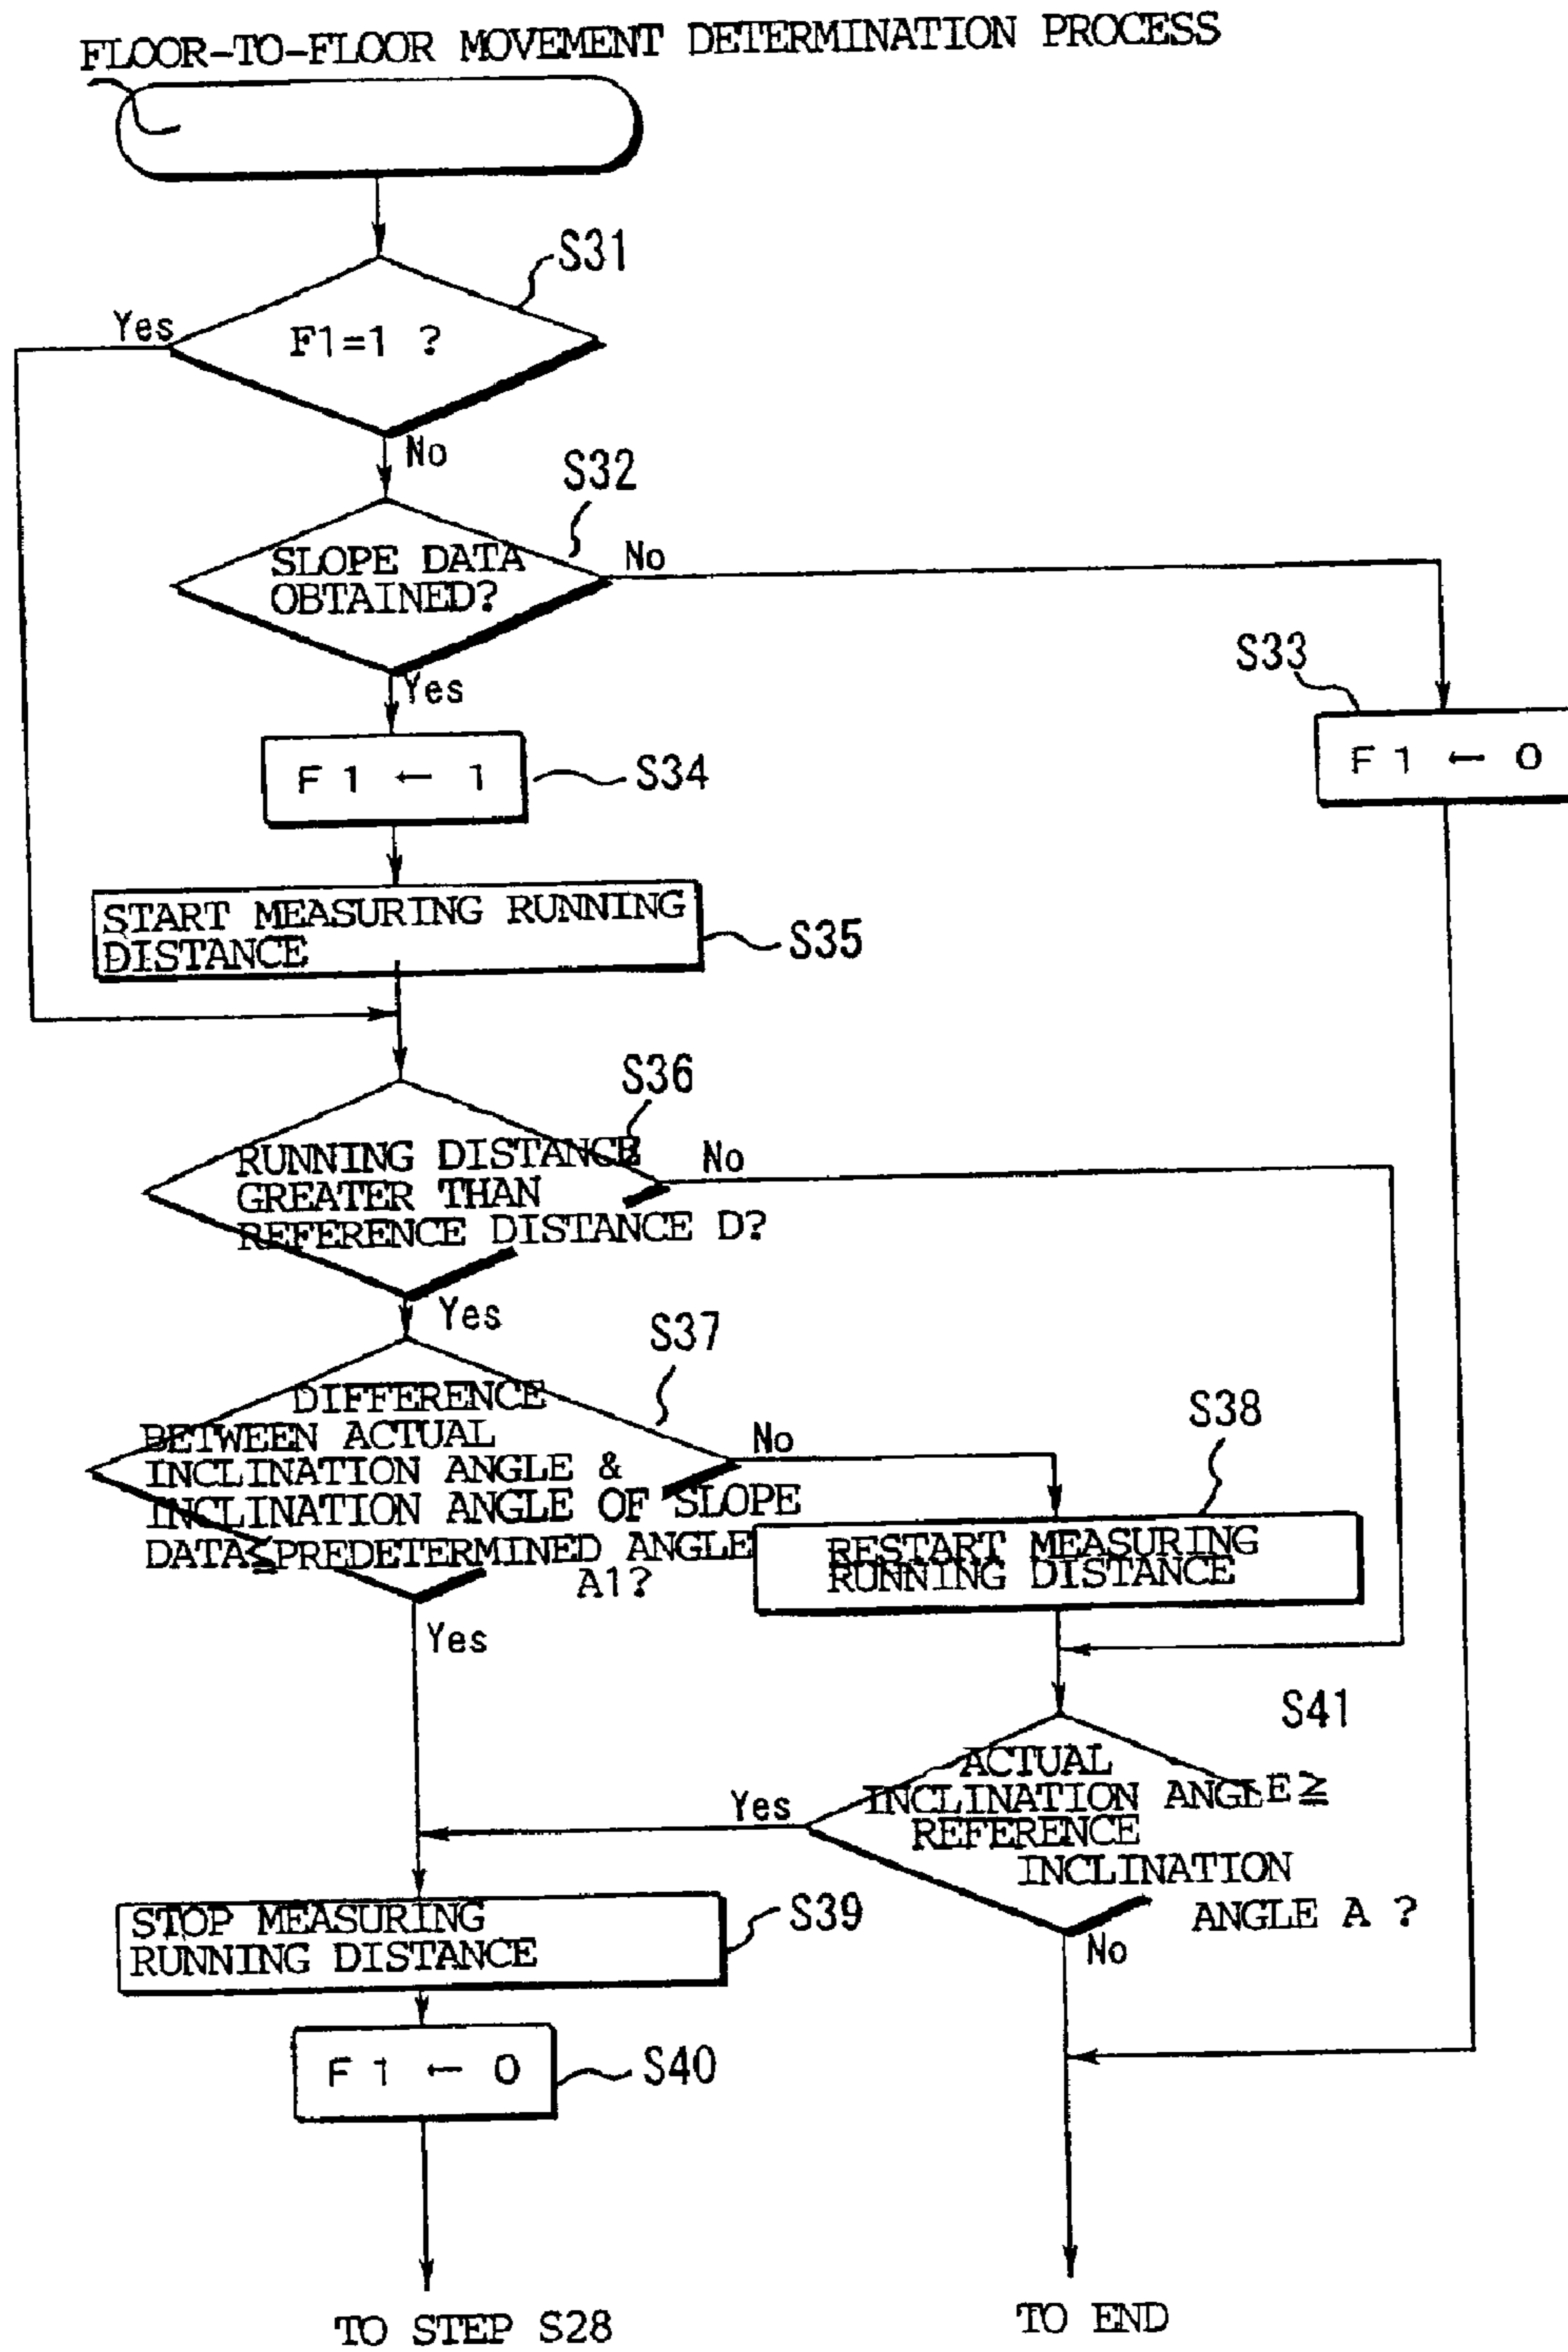 FLOOR-TO-FLOOR MOVEMENT DETERMINATION PROCESS
S31
Yes
F1=1 ?
No
S32
SLOPE DATA
OBTAINED?
No
Yes
S33
F1 ← 0
F1 ← 1
S34
START MEASURING RUNNING
DISTANCE
S35
S36
RUNNING DISTANCE
GREATER THAN
REFERENCE DISTANCE D?
No
Yes
S37
DIFFERENCE
BETWEEN ACTUAL
INCLINATION ANGLE &
INCLINATION ANGLE OF SLOPE
DATA≦PREDETERMINED ANGLE
A1?
No
Yes
S38
RESTART MEASURING
RUNNING DISTANCE
S41
ACTUAL
INCLINATION ANGLE≧
REFERENCE
INCLINATION
ANGLE A ?
Yes
No
STOP MEASURING
RUNNING DISTANCE
S39
F1 ← 0
S40
TO STEP S28
TO END